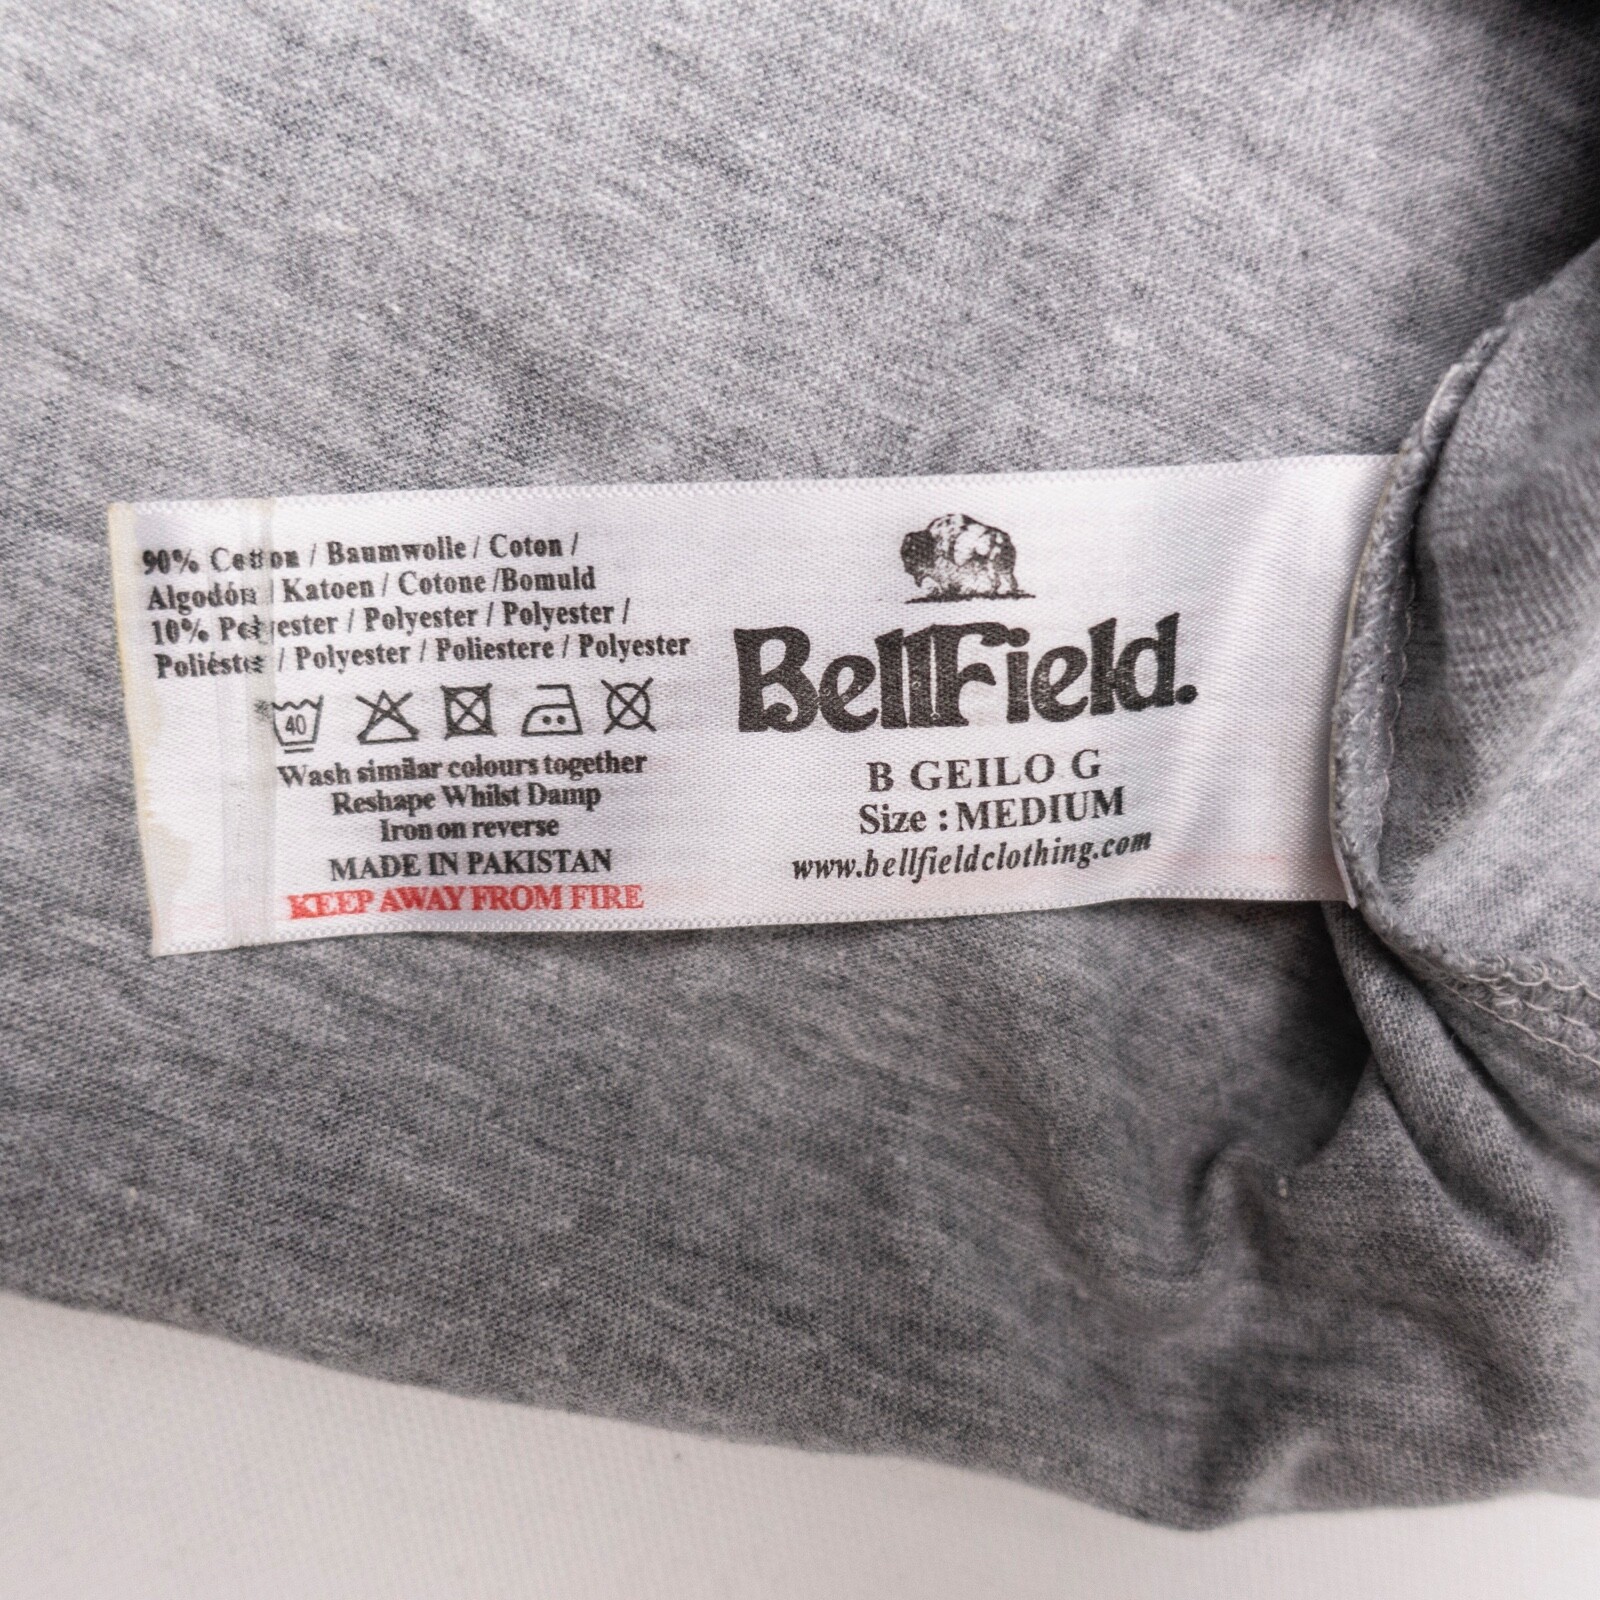 90% Cotton / Baumwolle / Coton /
Algodón / Katoen / Cotone /Bomuld
10% Polyester / Polyester / Polyester /
Poliéster / Polyester / Poliestere / Polyester
40
Wash similar colours together
Reshape Whilst Damp
Iron on reverse
MADE IN PAKISTAN
KEEP AWAY FROM FIRE
BellField.
B GEILO G
Size : MEDIUM
www.bellfieldclothing.com